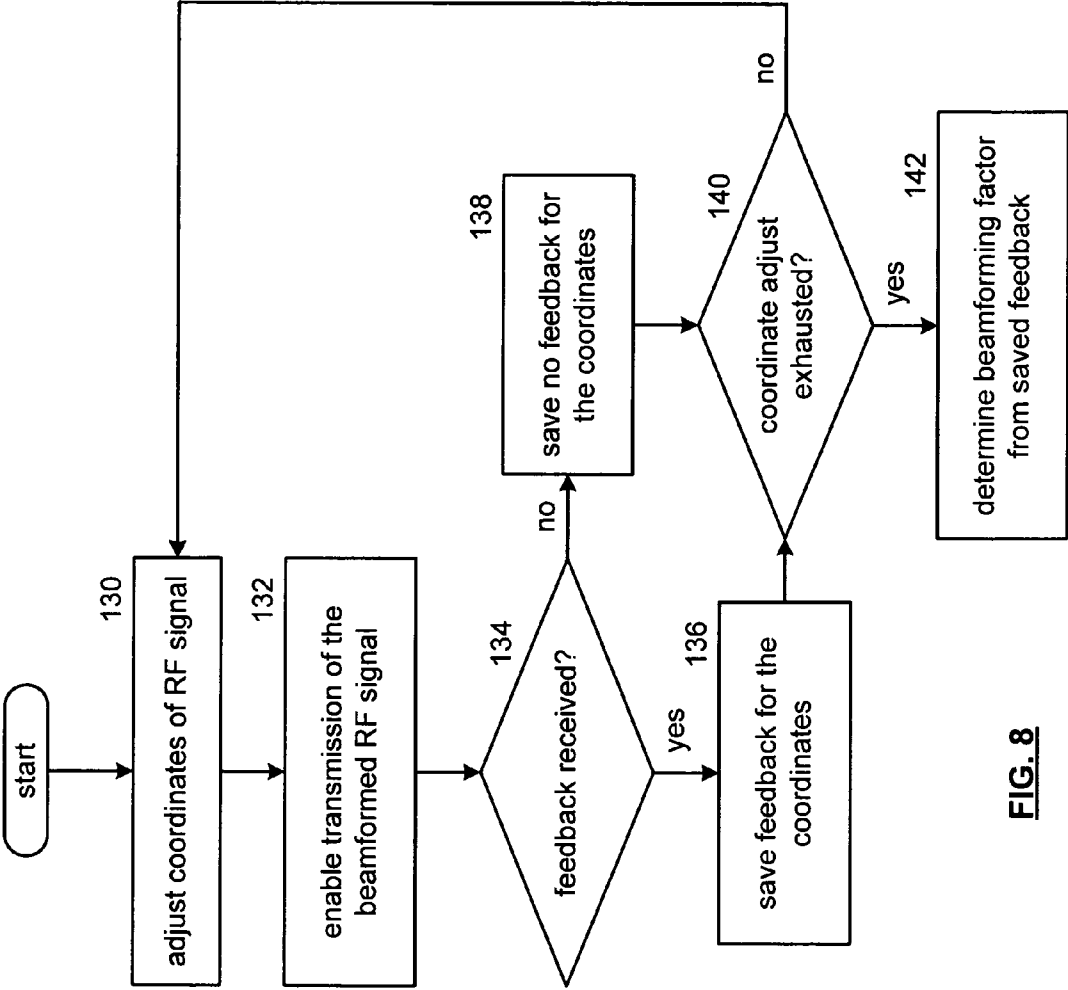 start
130
adjust coordinates of RF signal
132
enable transmission of the
beamformed RF signal
134
feedback received?
no
yes
138
save no feedback for
the coordinates
136
save feedback for the
coordinates
140
coordinate adjust
exhausted?
no
yes
142
determine beamforming factor
from saved feedback
FIG. 8